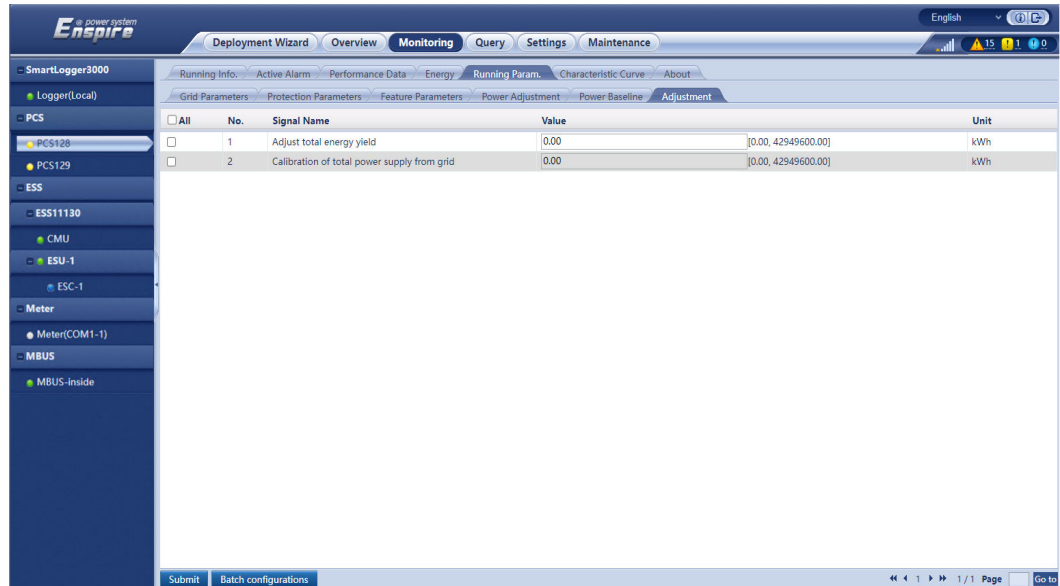 Enspire e power system
English
Deployment Wizard Overview Monitoring Query Settings Maintenance
15 1 0
SmartLogger3000
Logger(Local)
PCS
PCS128
PCS129
ESS
ESS11130
CMU
ESU-1
ESC-1
Meter
Meter(COM1-1)
MBUS
MBUS-inside
Running Info. Active Alarm Performance Data Energy Running Param. Characteristic Curve About
Grid Parameters Protection Parameters Feature Parameters Power Adjustment Power Baseline Adjustment
All No. Signal Name Value Unit
1 Adjust total energy yield 0.00 [0.00, 42949600.00] kWh
2 Calibration of total power supply from grid 0.00 [0.00, 42949600.00] kWh
Submit Batch configurations 1 1/1 Page Go to